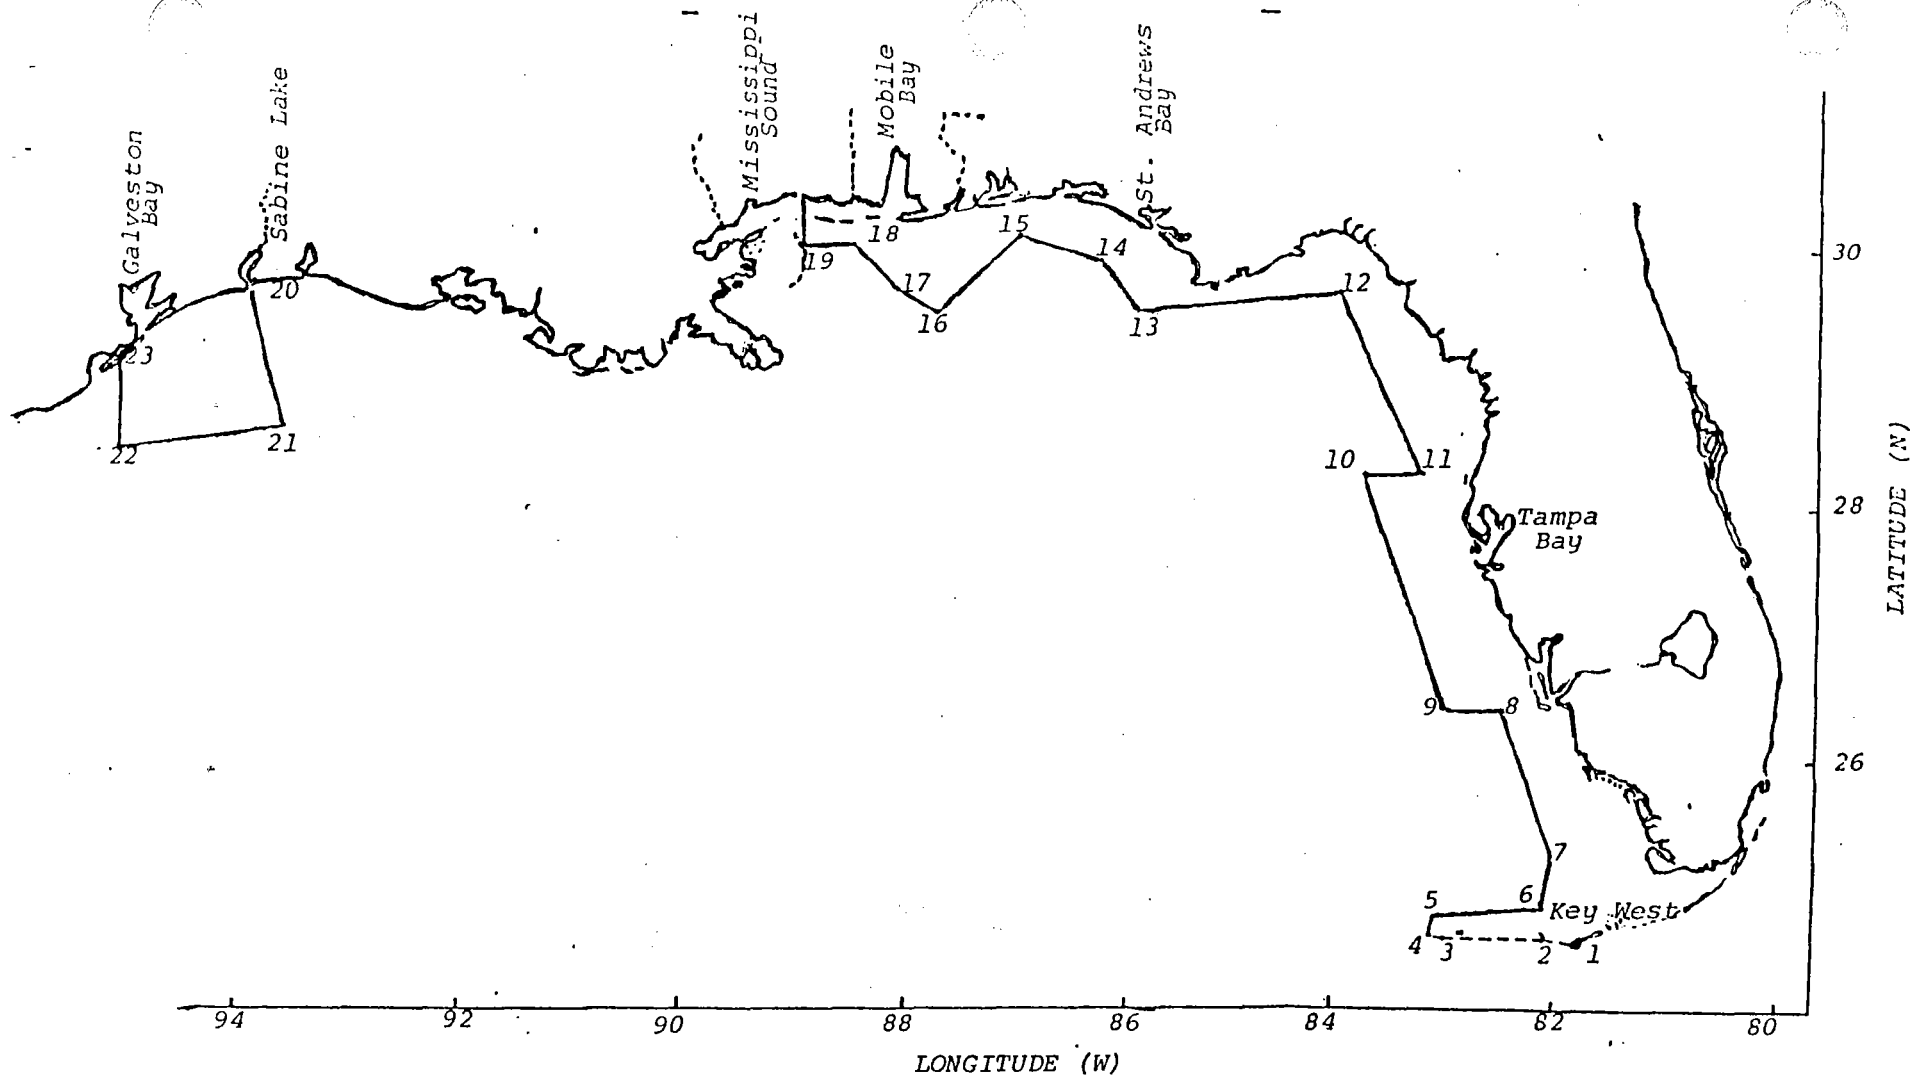 Galveston
Bay
Sabine Lake
Mississippi
Sound
Mobile
Bay
St. Andrews
Bay
15
14
18
19
17
16
13
12
20
23
22
21
10
11
Tampa
Bay
9
8
7
6
5
Key West
4
3
2
1
30
28
26
LATITUDE (N)
94
92
90
88
86
84
82
80
LONGITUDE (W)